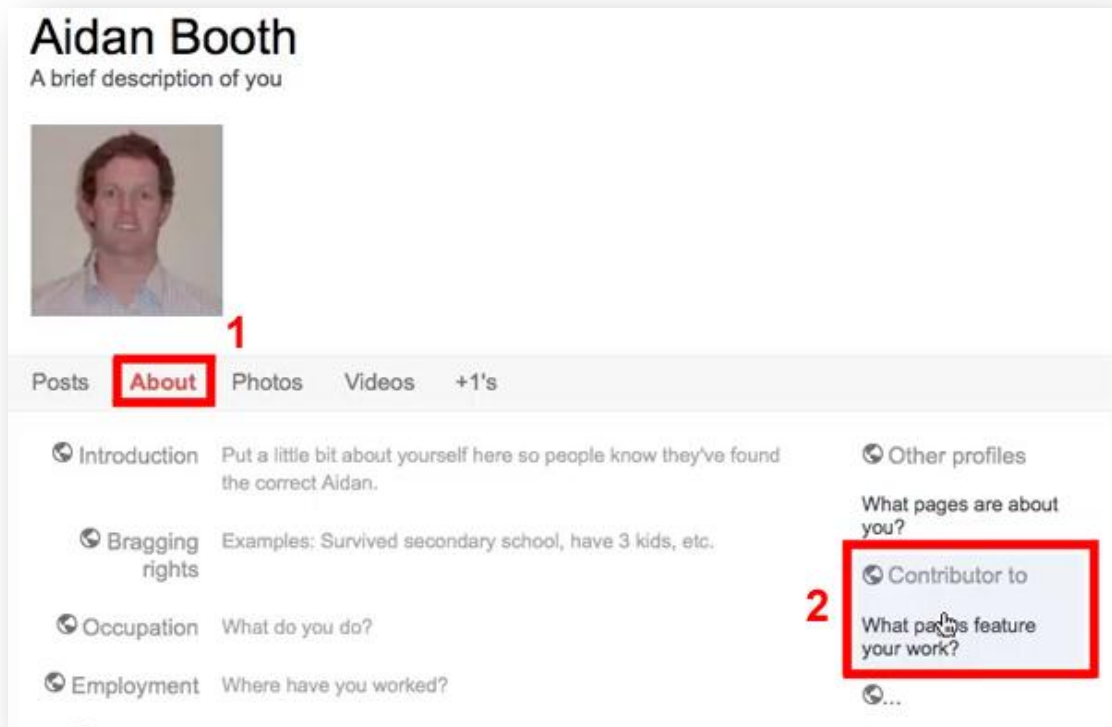 Aidan Booth
A brief description of you
1
Posts About Photos Videos +1's
Introduction Put a little bit about yourself here so people know they've found
the correct Aidan.
Bragging rights Examples: Survived secondary school, have 3 kids, etc.
Occupation What do you do?
Employment Where have you worked?
Other profiles
What pages are about
you?
2
Contributor to
What pages feature
your work?
...